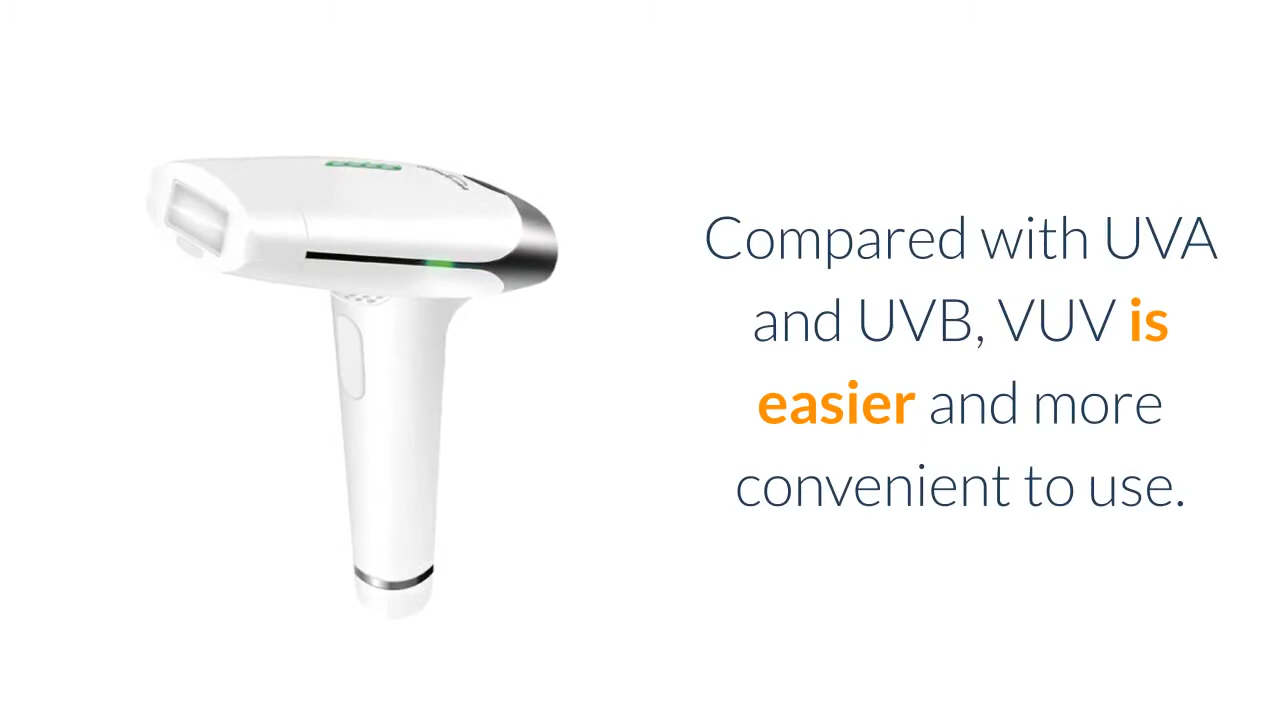 Compared with UVA
and UVB, VUV is
easier and more
convenient to use.